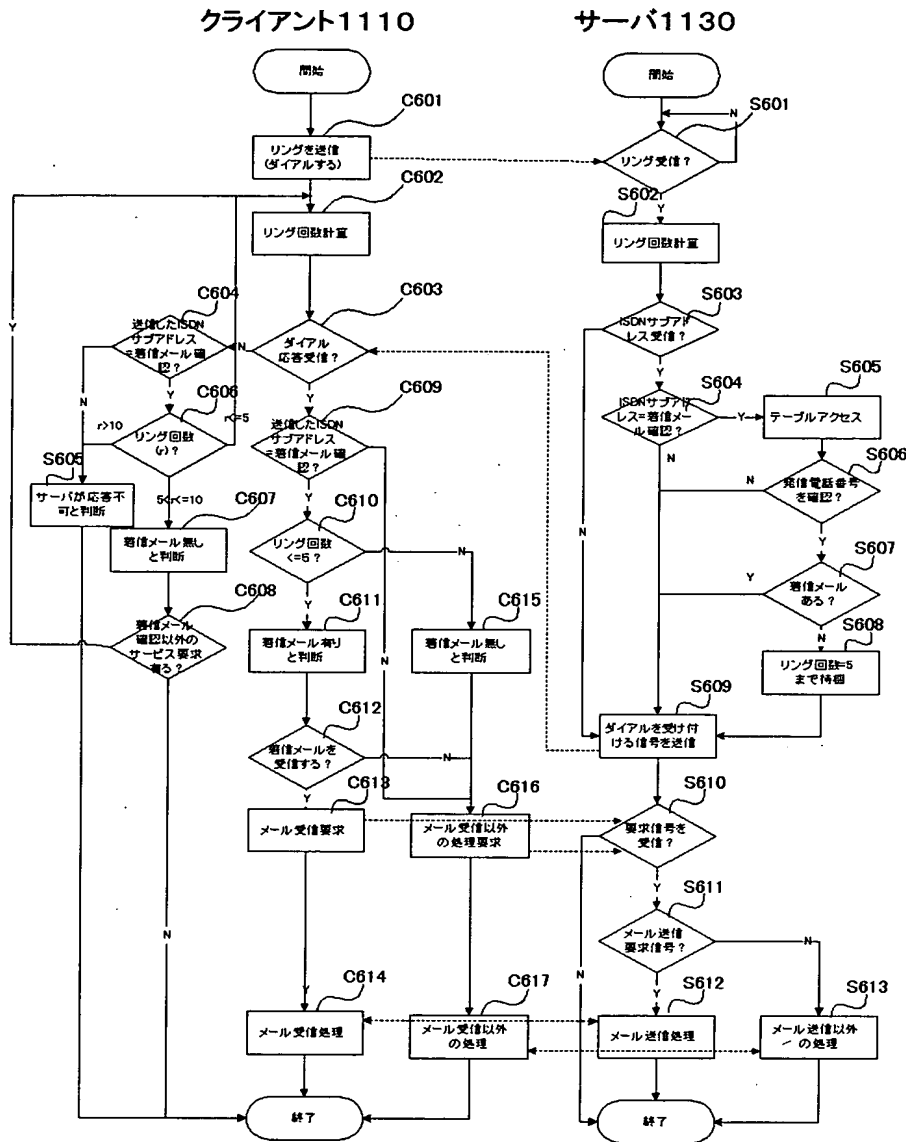 クライアント1110
サーバ1130
開始
C601
リングを送信
(ダイアルする)
C602
リング回数計算
C603
ダイアル
応答受信?
N
Y
C604
送信したISDN
サブアドレス
=着信メール確
認?
N
Y
C606
リング回数
(r)?
r>10
r<=5
5<r<=10
S605
サーバが応答不
可と判断
C607
着信メール無し
と判断
C608
着信メール
確認以外の
サービス要求
有る?
Y
N
C609
送信したISDN
サブアドレス
=着信メール確
認?
Y
N
C610
リング回数
<=5?
N
Y
C611
着信メール有り
と判断
C615
着信メール無し
と判断
C612
着信メールを
受信する?
N
Y
C613
メール受信要求
C616
メール受信以外
の処理要求
Y
C614
メール受信処理
C617
メール受信以外
の処理
終了
開始
S601
リング受信?
N
Y
S602
リング回数計算
S603
ISDNサブアド
レス受信?
N
Y
S604
ISDNサブアド
レス=着信メー
ル確認?
Y
N
S605
テーブルアクセス
S606
発信電話番号
を確認?
N
Y
S607
着信メール
ある?
Y
N
S608
リング回数=5
まで待機
S609
ダイアルを受け付
ける信号を送信
S610
要求信号を
受信?
N
Y
S611
メール送信
要求信号?
N
Y
S612
メール送信処理
S613
メール送信以外
の処理
終了